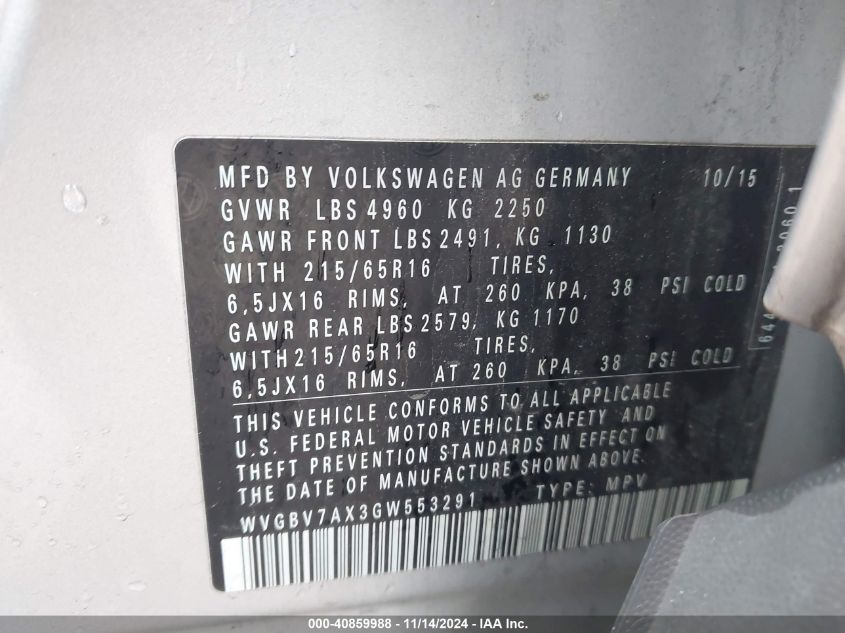 MFD BY VOLKSWAGEN AG GERMANY 10/15
GVWR LBS 4960 KG 2250
GAWR FRONT LBS 2491, KG 1130
WITH 215/65R16 TIRES,
6,5JX16 RIMS, AT 260 KPA, 38 PSI COLD
GAWR REAR LBS 2579, KG 1170
WITH 215/65R16 TIRES,
6,5JX16 RIMS, AT 260 KPA, 38 PSI COLD
THIS VEHICLE CONFORMS TO ALL APPLICABLE
U.S. FEDERAL MOTOR VEHICLE SAFETY AND
THEFT PREVENTION STANDARDS IN EFFECT ON
THE DATE OF MANUFACTURE SHOWN ABOVE.
WVGBV7AX3GW553291 TYPE: MPV
000-40859988 - 11/14/2024 - IAA Inc.